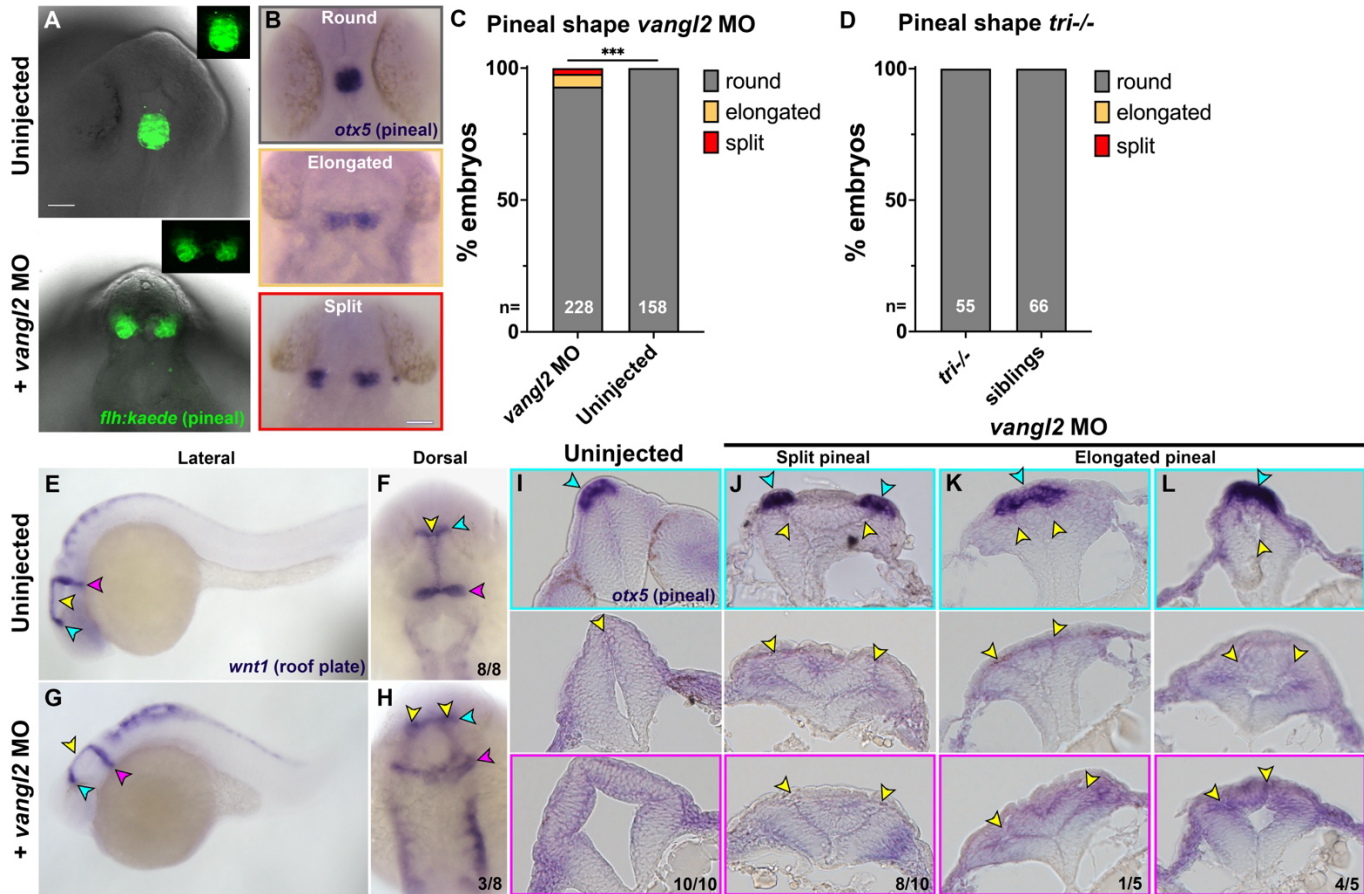 A
Uninjected
+ vangl2 MO
flh:kaede (pineal)
B
Round
otx5 (pineal)
Elongated
Split
C
Pineal shape vangl2 MO
***
round
elongated
split
% embryos
100
50
0
n=
228
158
vangl2 MO
Uninjected
D
Pineal shape tri-/-
round
elongated
split
% embryos
100
50
0
n=
55
66
tri-/-
siblings
Lateral
Dorsal
Uninjected
vangl2 MO
Split pineal
Elongated pineal
Uninjected
E
wnt1 (roof plate)
F
8/8
+ vangl2 MO
G
H
3/8
I
otx5 (pineal)
10/10
J
8/10
K
1/5
L
4/5